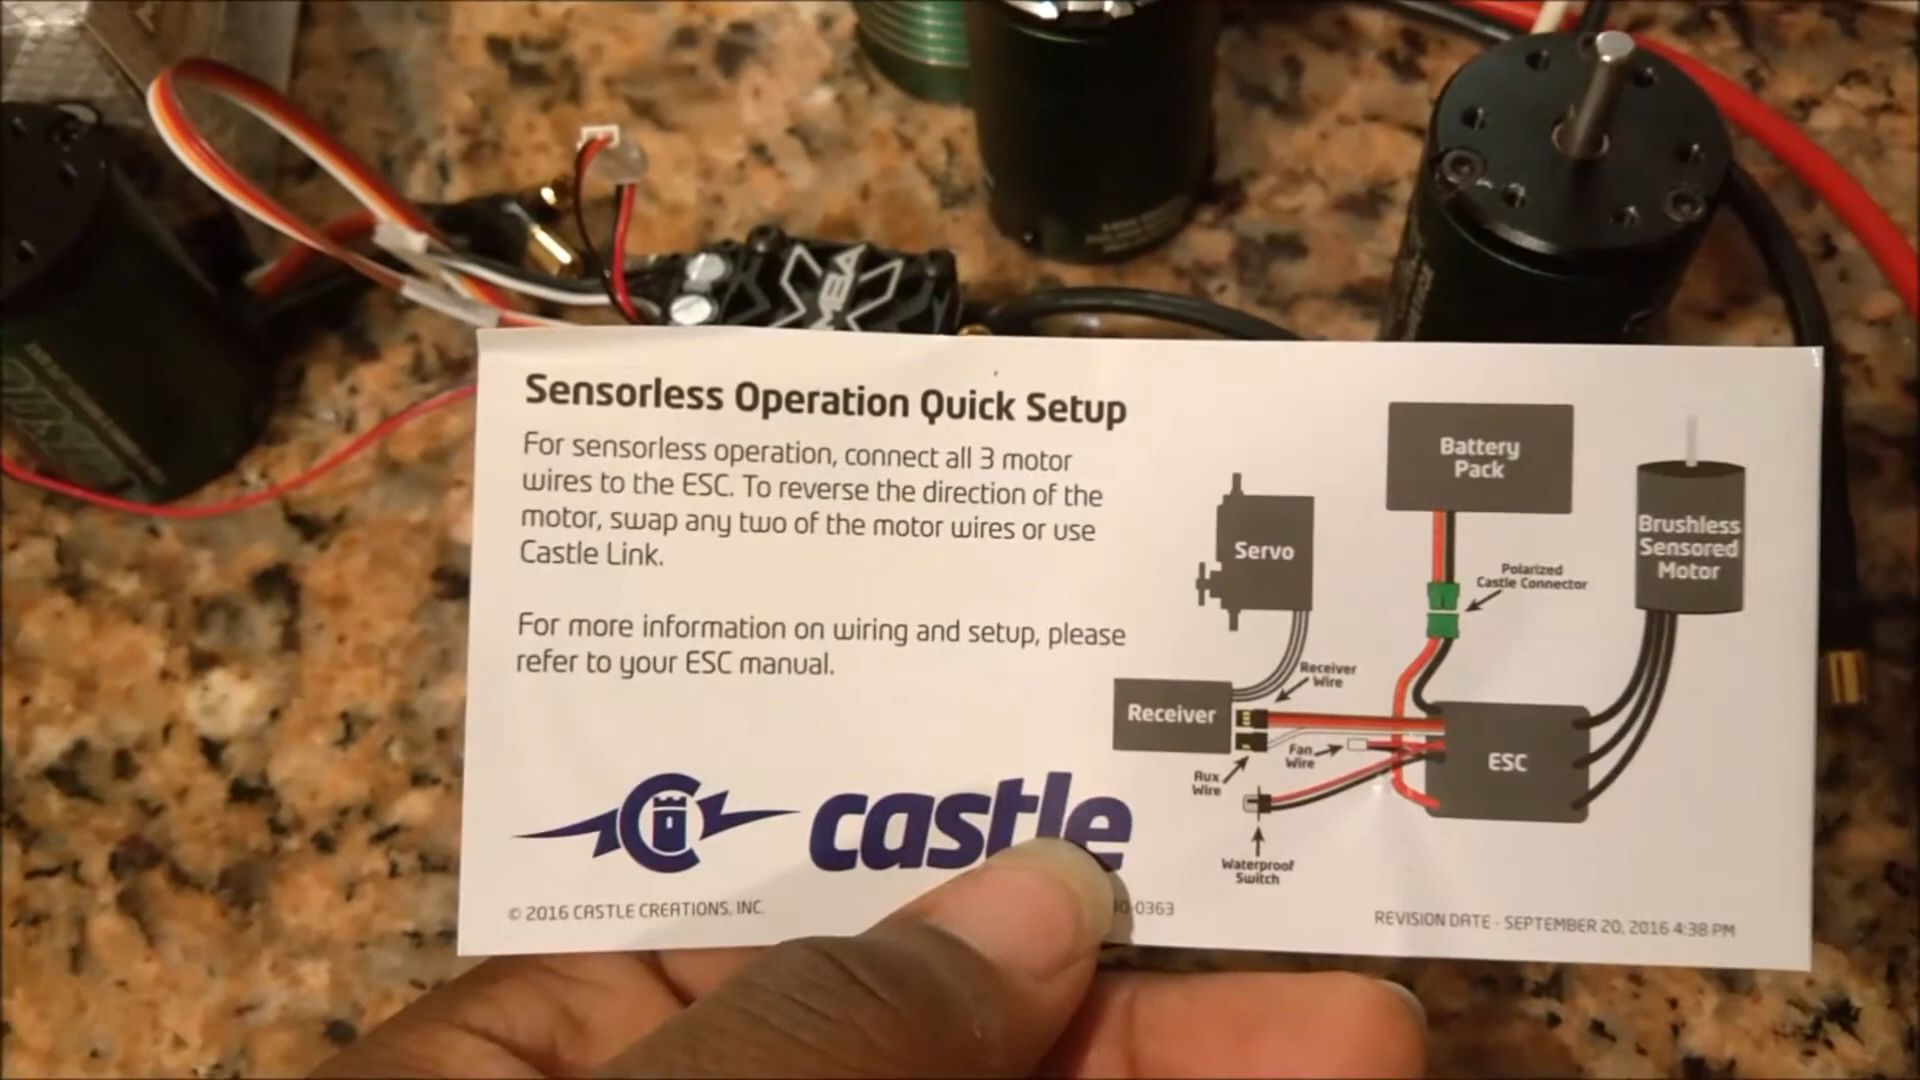 Sensorless Operation Quick Setup
For sensorless operation, connect all 3 motor
wires to the ESC. To reverse the direction of the
motor, swap any two of the motor wires or use
Castle Link.
For more information on wiring and setup, please
refer to your ESC manual.
Battery
Pack
Brushless
Sensored
Motor
Servo
Polarized
Castle Connector
Receiver
Wire
Receiver
Fan
Wire
ESC
Aux
Wire
Waterproof
Switch
castle
© 2016 CASTLE CREATIONS, INC.
0-0363
REVISION DATE - SEPTEMBER 20, 2016 4:38 PM